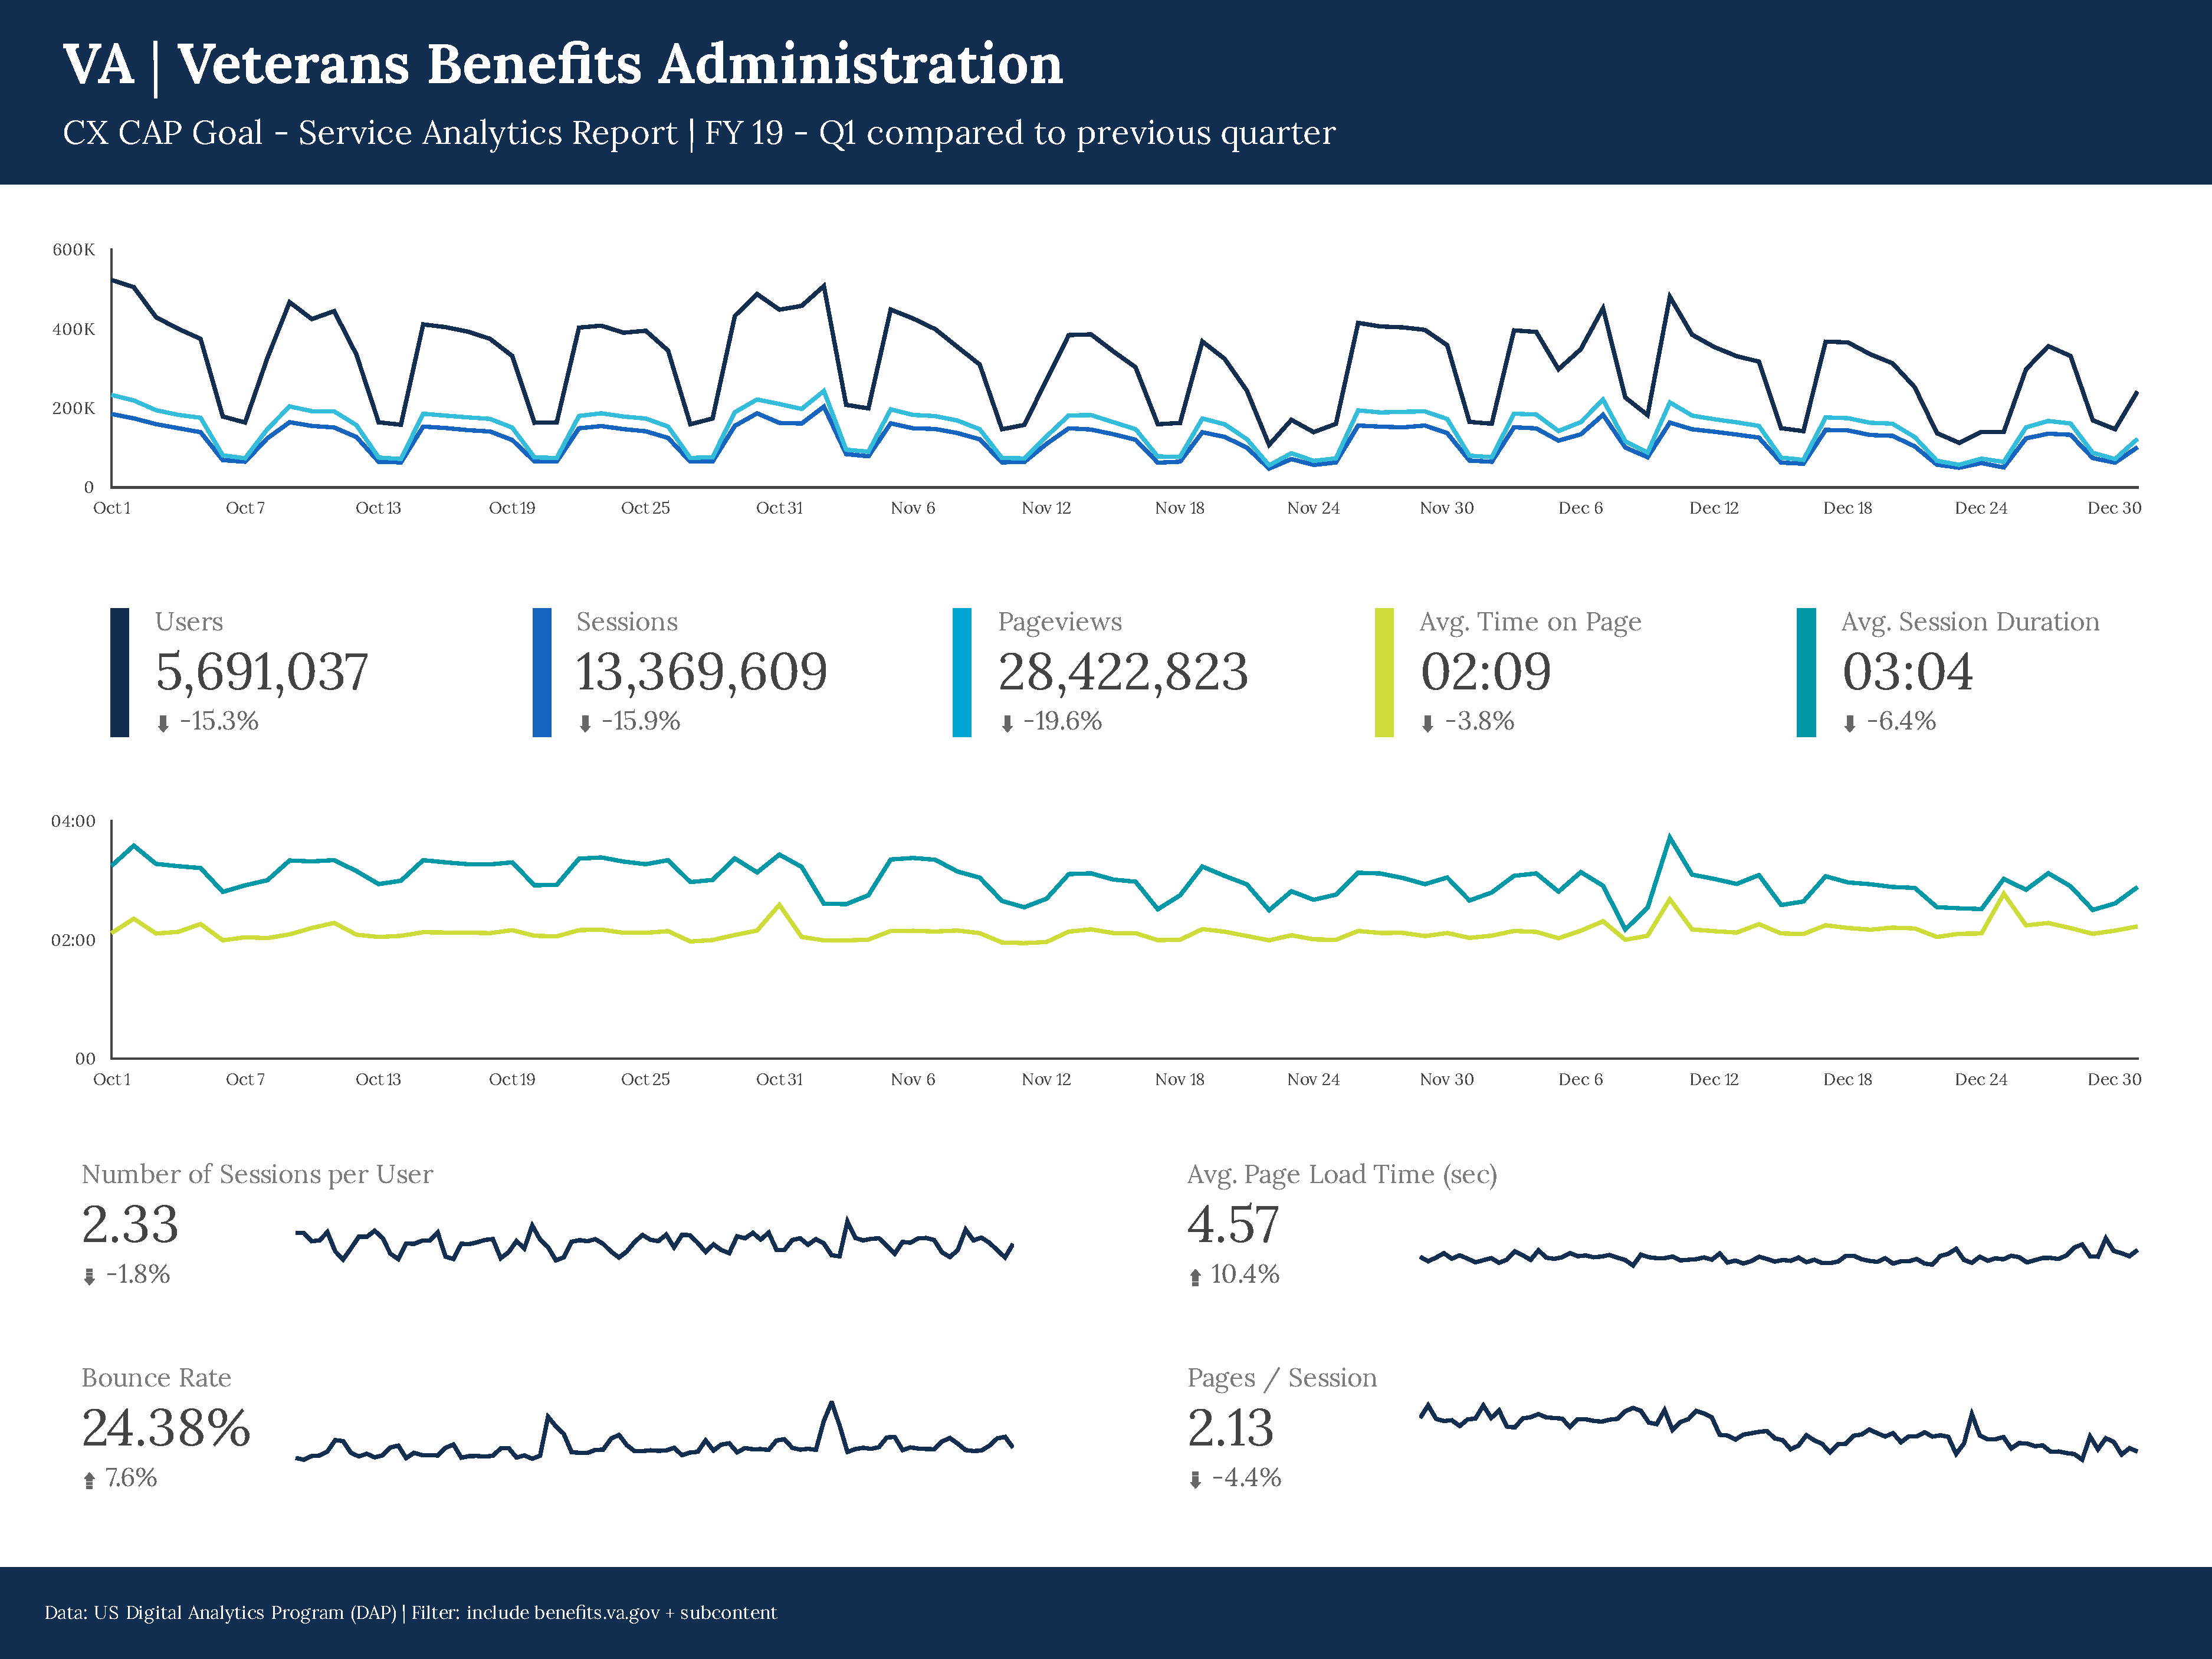 VA | Veterans Benefits Administration
CX CAP Goal - Service Analytics Report | FY 19 - Q1 compared to previous quarter
600K
400K
200K
0
Oct 1 Oct 7 Oct 13 Oct 19 Oct 25 Oct 31 Nov 6 Nov 12 Nov 18 Nov 24 Nov 30 Dec 6 Dec 12 Dec 18 Dec 24 Dec 30
Users Sessions Pageviews Avg. Time on Page Avg. Session Duration
5,691,037 13,369,609 28,422,823 02:09 03:04
-15.3% -15.9% -19.6% -3.8% -6.4%
04:00
02:00
00
Oct 1 Oct 7 Oct 13 Oct 19 Oct 25 Oct 31 Nov 6 Nov 12 Nov 18 Nov 24 Nov 30 Dec 6 Dec 12 Dec 18 Dec 24 Dec 30
Number of Sessions per User
2.33
-1.8%
Avg. Page Load Time (sec)
4.57
10.4%
Bounce Rate
24.38%
7.6%
Pages / Session
2.13
-4.4%
Data: US Digital Analytics Program (DAP) | Filter: include benefits.va.gov + subcontent